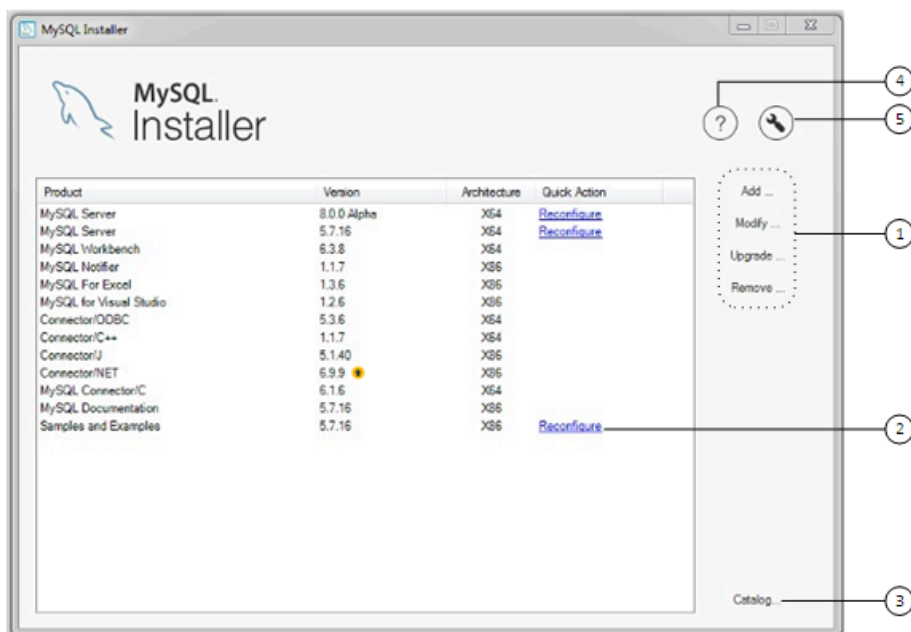 MySQL Installer
MySQL.
Installer
?
4
5
Product Version Architecture Quick Action
MySQL Server 8.0.0 Alpha X64 Reconfigure
MySQL Server 5.7.16 X64 Reconfigure
MySQL Workbench 6.3.8 X64
MySQL Notifier 1.1.7 X86
MySQL For Excel 1.3.6 X86
MySQL for Visual Studio 1.2.6 X86
Connector/ODBC 5.3.6 X64
Connector/C++ 1.1.7 X64
Connector/J 5.1.40 X86
Connector/NET 6.9.9 X86
MySQL Connector/C 6.1.6 X64
MySQL Documentation 5.7.16 X86
Samples and Examples 5.7.16 X86 Reconfigure
Add ...
Modify ...
Upgrade ...
Remove ...
1
2
Catalog...
3